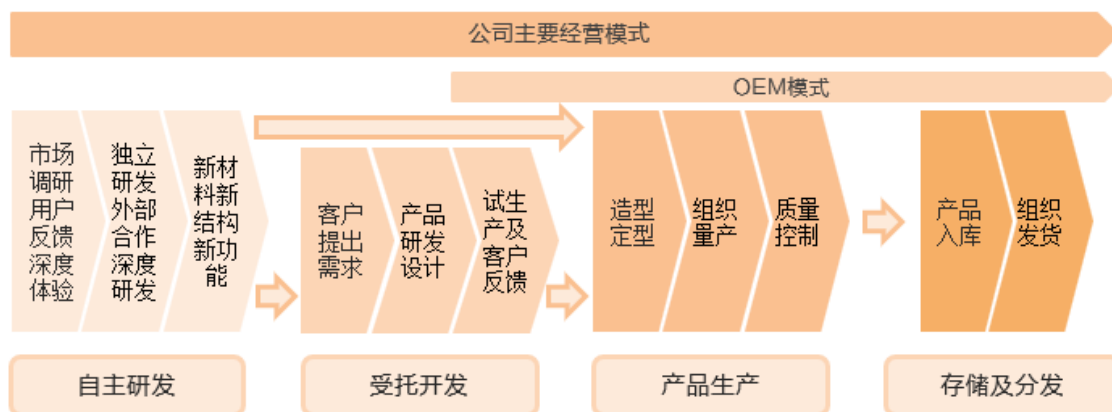 公司主要经营模式
OEM模式
市场
调研
用户
反馈
深度
体验
独立
研发
外部
合作
深度
研发
新材
料新
结构
新功
能
客户
提出
需求
产品
研发
设计
试生
产及
客户
反馈
造型
定型
组织
量产
质量
控制
产品
入库
组织
发货
自主研发
受托开发
产品生产
存储及分发